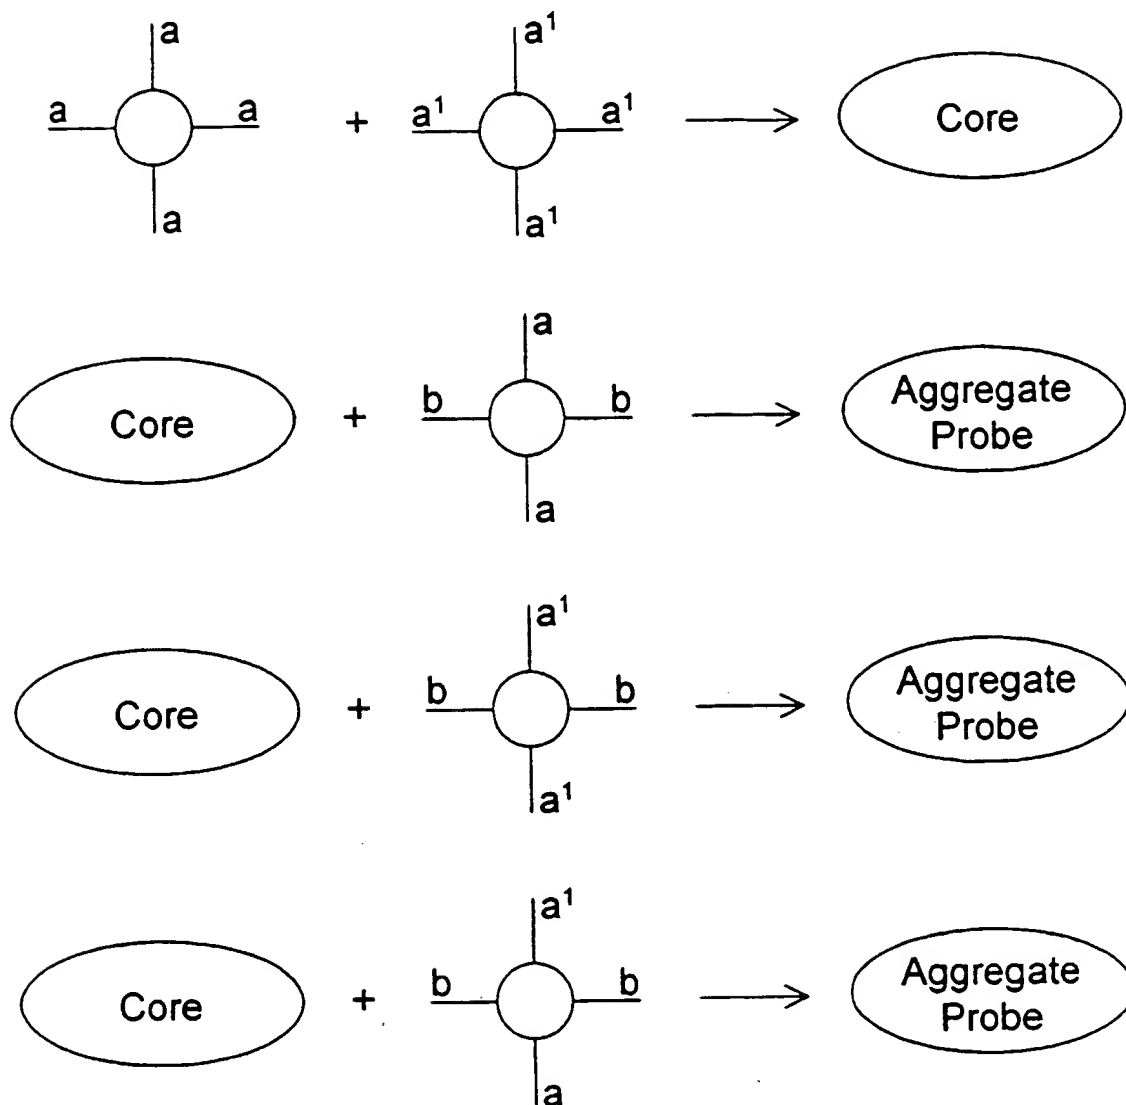 a
a a
a
+
a¹
a¹ a¹
a¹
Core
Core
+
a
b b
a
Aggregate
Probe
Core
+
a¹
b b
a¹
Aggregate
Probe
Core
+
a¹
b b
a
Aggregate
Probe